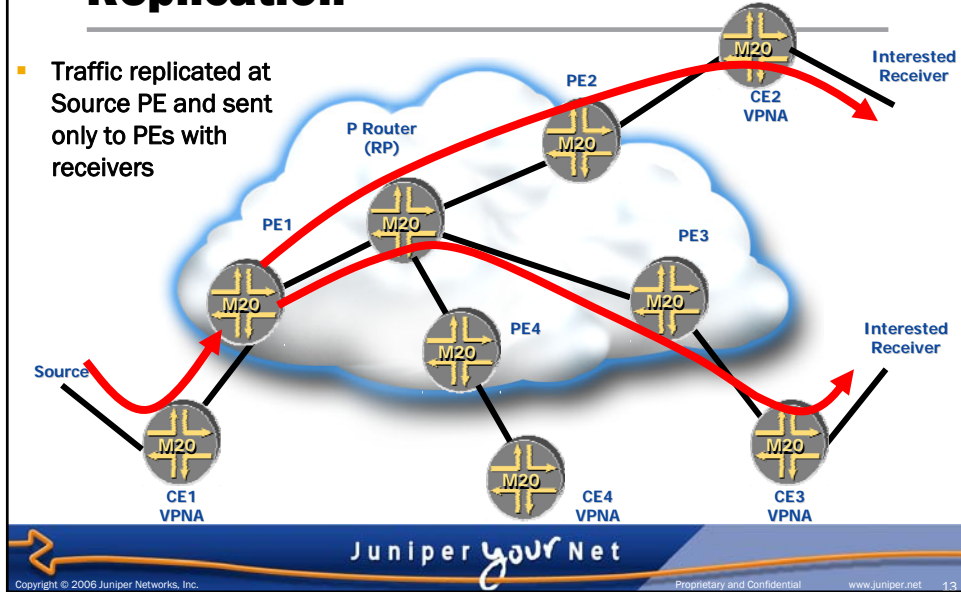 Replication
Traffic replicated at
Source PE and sent
only to PEs with
receivers
M20
CE2
VPNA
Interested
Receiver
PE2
M20
P Router
(RP)
M20
PE1
M20
PE3
M20
PE4
M20
Source
Interested
Receiver
M20
CE1
VPNA
M20
CE4
VPNA
M20
CE3
VPNA
Juniper your Net
Copyright © 2006 Juniper Networks, Inc.
Proprietary and Confidential
www.juniper.net
13